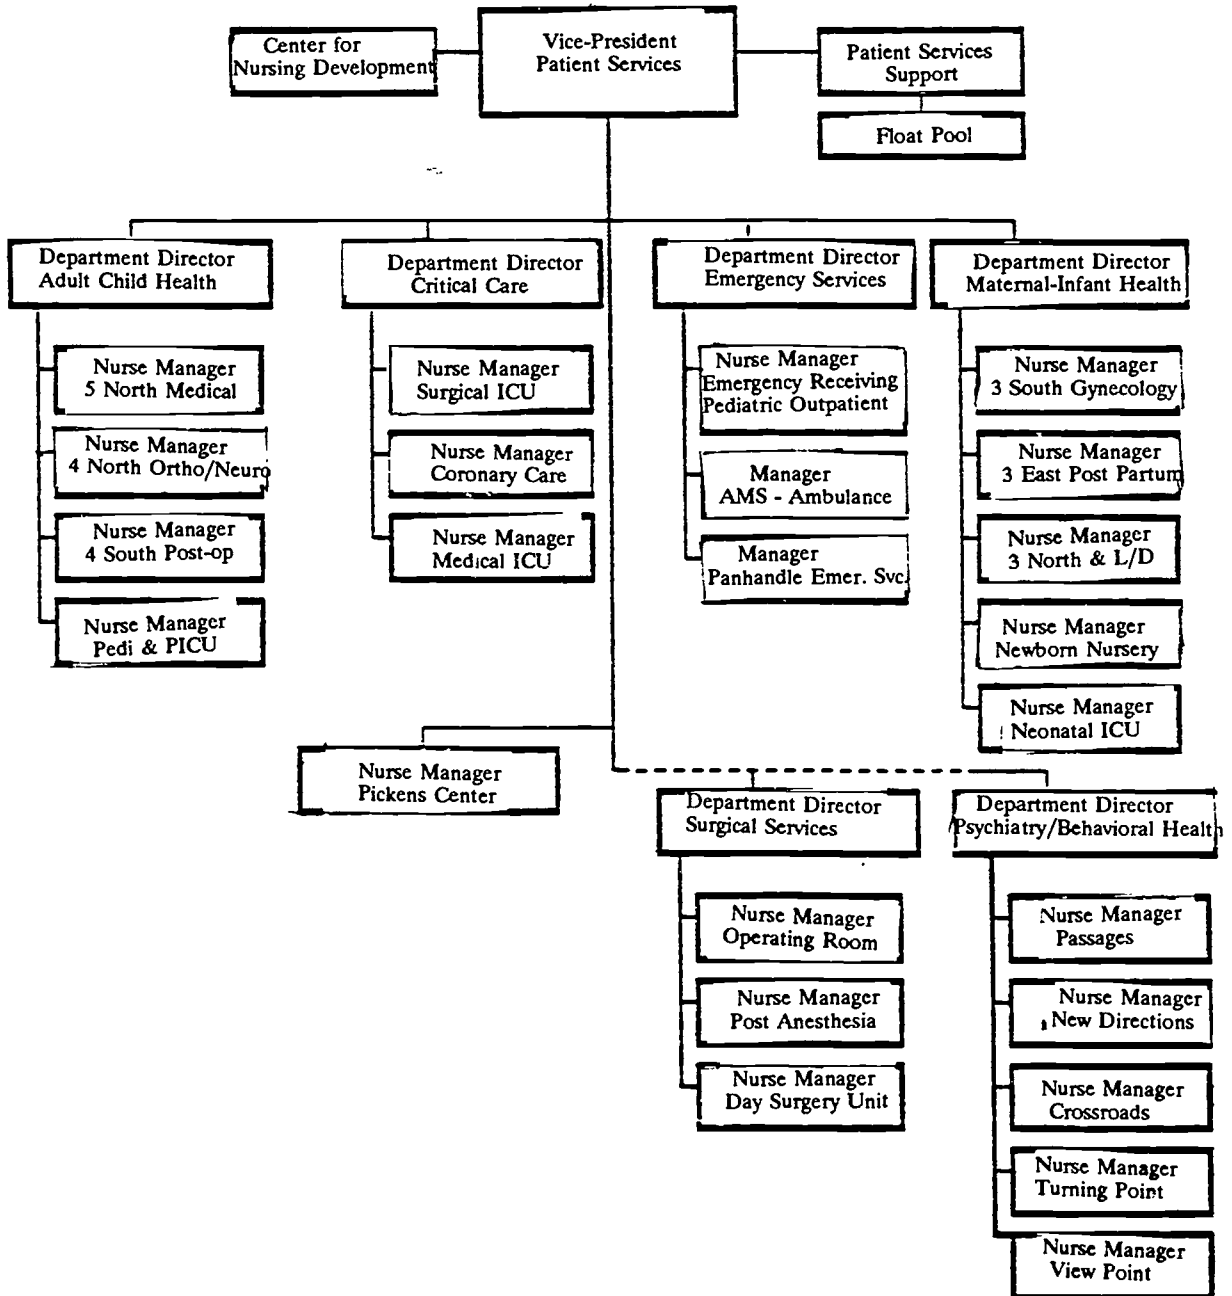 Center for
Nursing Development
Vice-President
Patient Services
Patient Services
Support
Float Pool
Department Director
Adult Child Health
Nurse Manager
5 North Medical
Nurse Manager
4 North Ortho/Neuro
Nurse Manager
4 South Post-op
Nurse Manager
Pedi & PICU
Department Director
Critical Care
Nurse Manager
Surgical ICU
Nurse Manager
Coronary Care
Nurse Manager
Medical ICU
Department Director
Emergency Services
Nurse Manager
Emergency Receiving
Pediatric Outpatient
Manager
AMS - Ambulance
Manager
Panhandle Emer. Svc.
Department Director
Maternal-Infant Health
Nurse Manager
3 South Gynecology
Nurse Manager
3 East Post Partum
Nurse Manager
3 North & L/D
Nurse Manager
Newborn Nursery
Nurse Manager
Neonatal ICU
Nurse Manager
Pickens Center
Department Director
Surgical Services
Nurse Manager
Operating Room
Nurse Manager
Post Anesthesia
Nurse Manager
Day Surgery Unit
Department Director
Psychiatry/Behavioral Health
Nurse Manager
Passages
Nurse Manager
New Directions
Nurse Manager
Crossroads
Nurse Manager
Turning Point
Nurse Manager
View Point